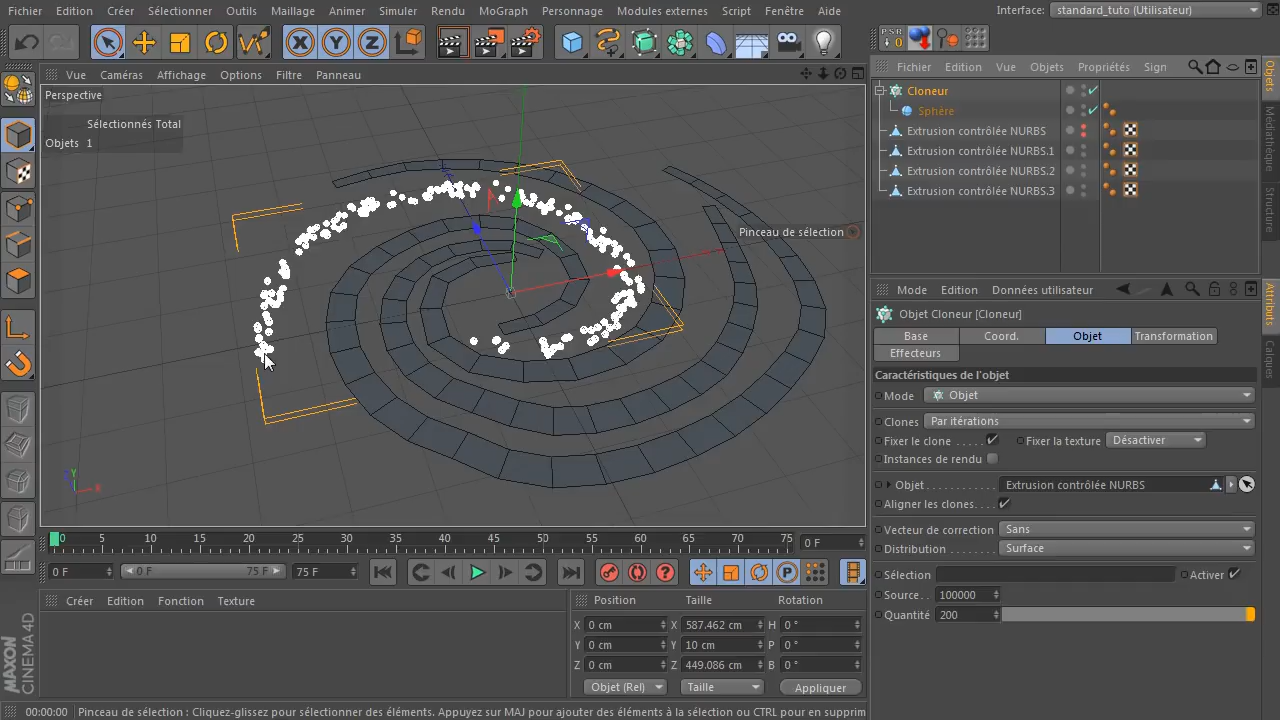 Fichier Edition Créer Sélectionner Outils Maillage Animer Simuler Rendu MoGraph Personnage Modules externes Script Fenêtre Aide Interface: standard_tuto (Utilisateur)
X Y Z
PSR
0
Vue Caméras Affichage Options Filtre Panneau
Fichier Edition Vue Objets Propriétés Sign
Perspective
Sélectionnés Total
Objets 1
Cloneur
Sphère
Extrusion contrôlée NURBS
Extrusion contrôlée NURBS.1
Extrusion contrôlée NURBS.2
Extrusion contrôlée NURBS.3
Objets
Médiathèque
Structure
Pinceau de sélection
Mode Edition Données utilisateur
Objet Cloneur [Cloneur]
Base Coord. Objet Transformation
Effecteurs
Attributs
Calques
Caractéristiques de l'objet
Mode Objet
Clones Par itérations
Fixer le clone . . . . . Fixer la texture Désactiver
Instances de rendu
Objet . . . . . . . . . . . Extrusion contrôlée NURBS
Aligner les clones. . .
Vecteur de correction Sans
Distribution . . . . . . . Surface
Sélection Activer
Source. . 100000
Quantité 200
Y
0 5 10 15 20 25 30 35 40 45 50 55 60 65 70 75 0 F
0 F 0 F 75 F 75 F
P
Créer Edition Fonction Texture
Position Taille Rotation
X 0 cm X 587.462 cm H 0 °
Y 0 cm Y 10 cm P 0 °
Z 0 cm Z 449.086 cm B 0 °
Objet (Rel) Taille Appliquer
MAXON
CINEMA 4D
00:00:00 Pinceau de sélection : Cliquez-glissez pour sélectionner des éléments. Appuyez sur MAJ pour ajouter des éléments à la sélection ou CTRL pour en supprim